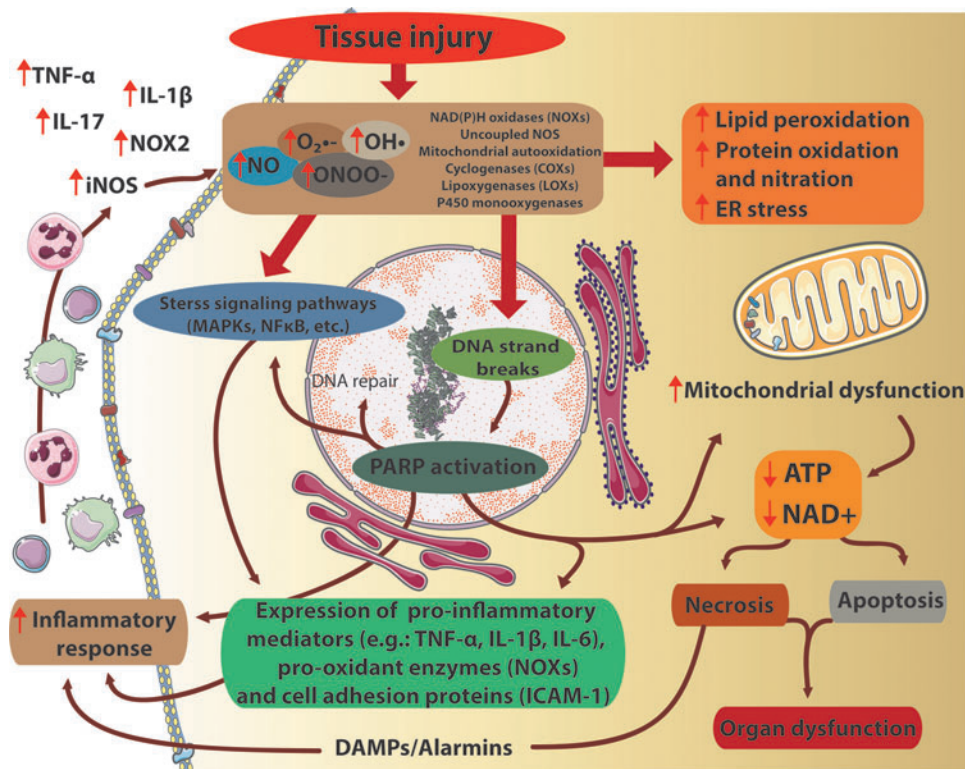 Tissue injury
↑TNF-α
↑IL-1β
↑IL-17
↑NOX2
↑iNOS
↑O₂•-
↑OH•
↑NO
↑ONOO-
NAD(P)H oxidases (NOXs)
Uncoupled NOS
Mitochondrial autooxidation
Cyclogenases (COXs)
Lipoxygenases (LOXs)
P450 monooxygenases
↑ Lipid peroxidation
↑ Protein oxidation
and nitration
↑ ER stress
Sterss signaling pathways
(MAPKs, NFκB, etc.)
DNA strand
breaks
DNA repair
PARP activation
↑Mitochondrial dysfunction
↓ ATP
↓ NAD+
Necrosis
Apoptosis
↑ Inflammatory
response
Expression of pro-inflammatory
mediators (e.g.: TNF-α, IL-1β, IL-6),
pro-oxidant enzymes (NOXs)
and cell adhesion proteins (ICAM-1)
Organ dysfunction
DAMPs/Alarmins